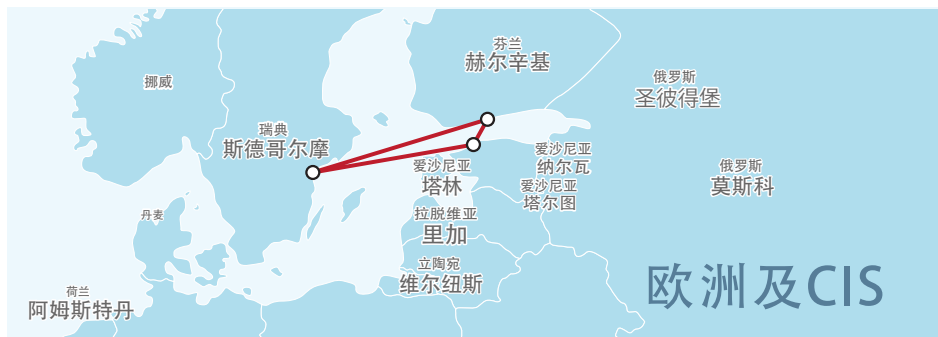 芬兰
赫尔辛基
俄罗斯
圣彼得堡
挪威
瑞典
斯德哥尔摩
爱沙尼亚
纳尔瓦
爱沙尼亚
塔林
俄罗斯
莫斯科
爱沙尼亚
塔尔图
丹麦
拉脱维亚
里加
立陶宛
维尔纽斯
荷兰
阿姆斯特丹
欧洲及CIS